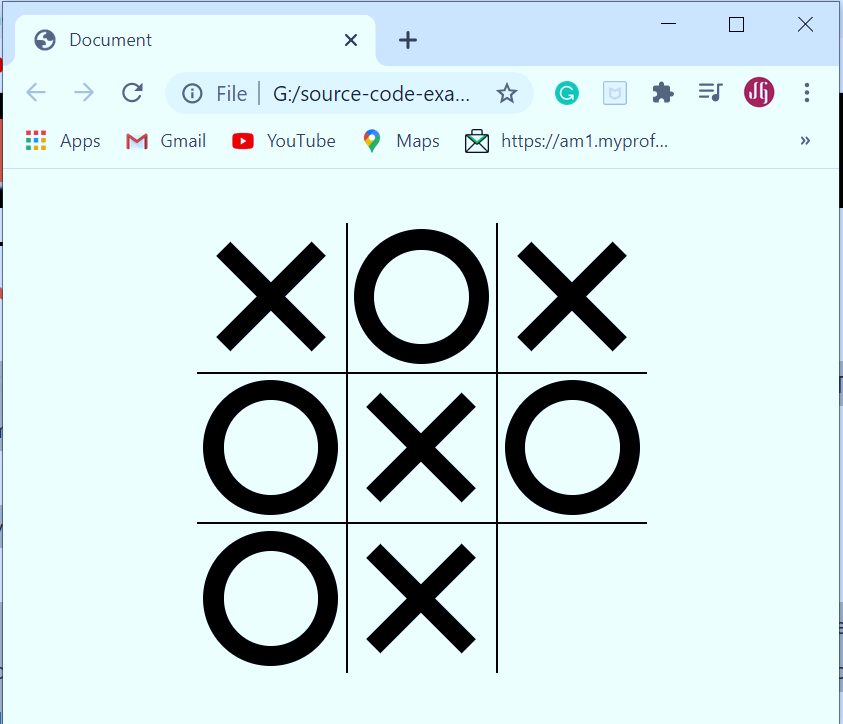 Document
File G:/source-code-exa...
Apps Gmail YouTube Maps https://am1.myprof... »
X O X
O X O
O X